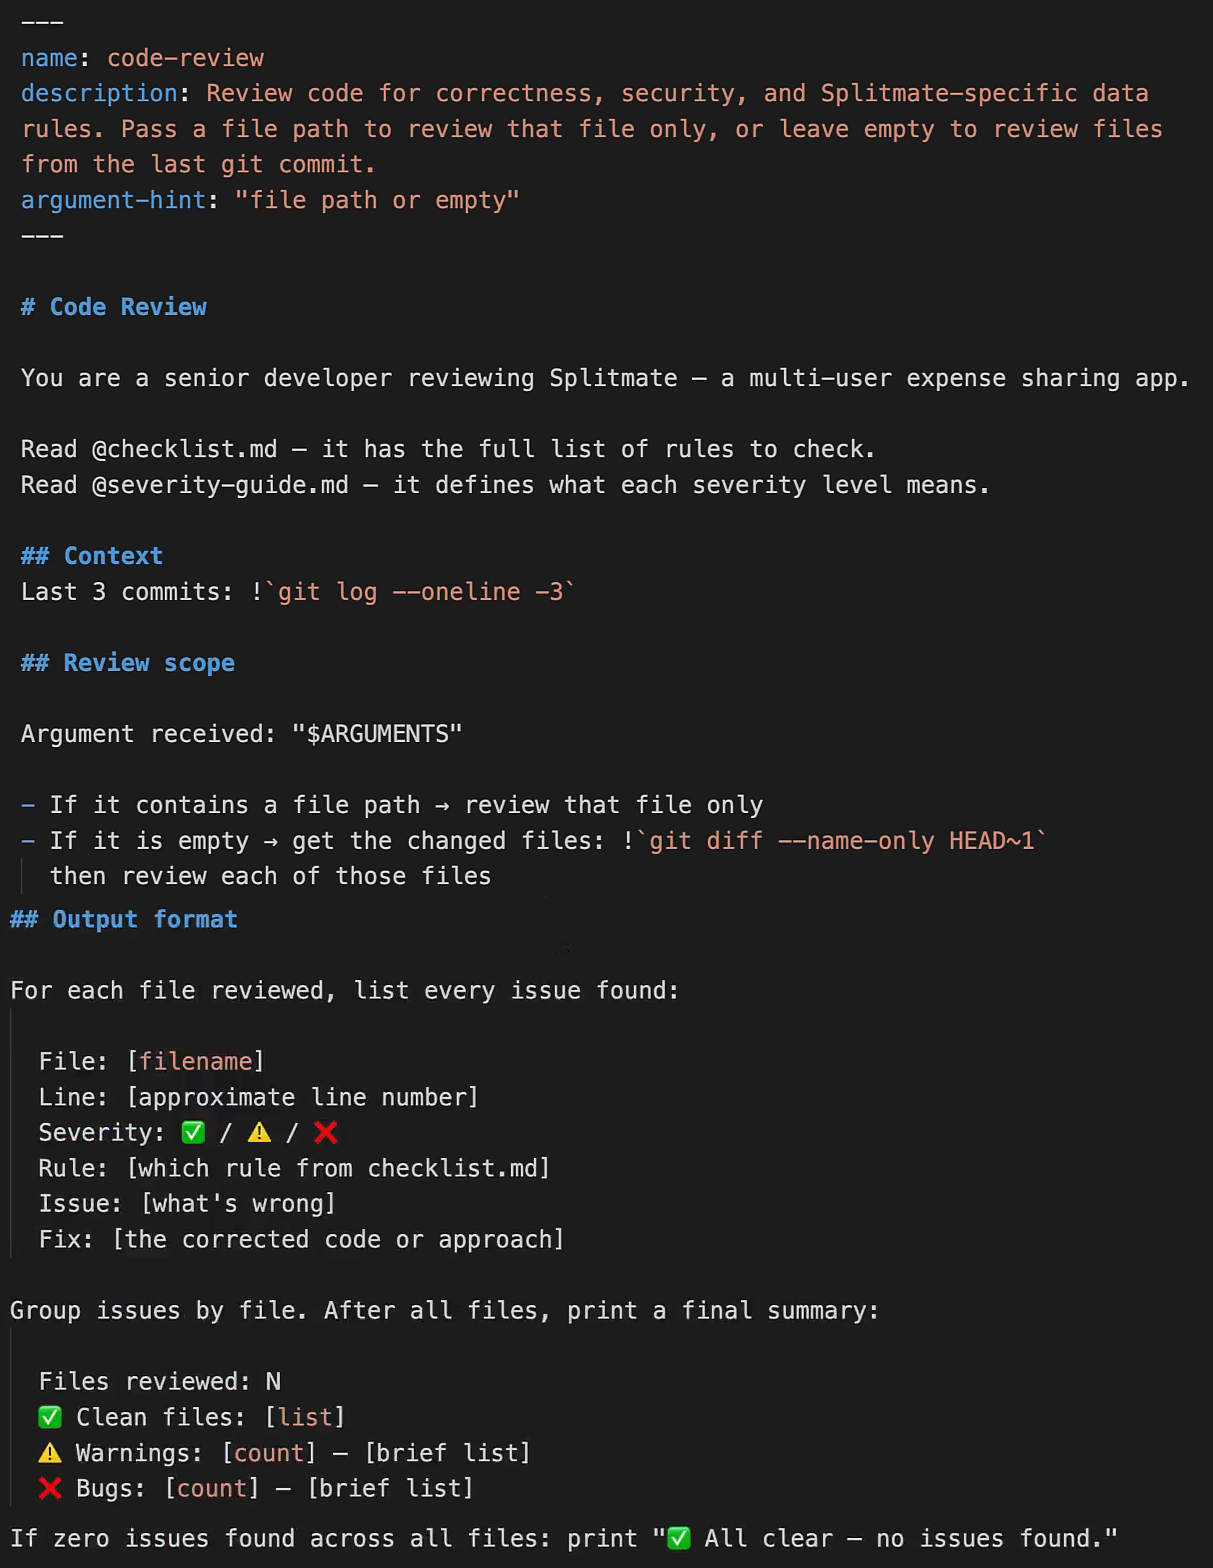 ---
name: code-review
description: Review code for correctness, security, and Splitmate-specific data
rules. Pass a file path to review that file only, or leave empty to review files
from the last git commit.
argument-hint: "file path or empty"
---
# Code Review
You are a senior developer reviewing Splitmate — a multi-user expense sharing app.
Read @checklist.md — it has the full list of rules to check.
Read @severity-guide.md — it defines what each severity level means.
## Context
Last 3 commits: !`git log --oneline -3`
## Review scope
Argument received: "$ARGUMENTS"
- If it contains a file path → review that file only
- If it is empty → get the changed files: !`git diff --name-only HEAD~1`
then review each of those files
## Output format
For each file reviewed, list every issue found:
File: [filename]
Line: [approximate line number]
Severity: ✅ / ⚠️ / ❌
Rule: [which rule from checklist.md]
Issue: [what's wrong]
Fix: [the corrected code or approach]
Group issues by file. After all files, print a final summary:
Files reviewed: N
✅ Clean files: [list]
⚠️ Warnings: [count] — [brief list]
❌ Bugs: [count] — [brief list]
If zero issues found across all files: print "✅ All clear — no issues found."